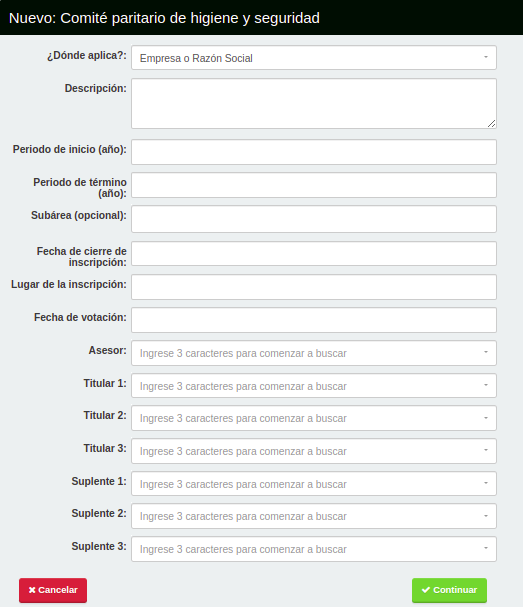 Nuevo: Comité paritario de higiene y seguridad
¿Dónde aplica?: Empresa o Razón Social
Descripción:
Periodo de inicio (año):
Periodo de término
(año):
Subárea (opcional):
Fecha de cierre de
inscripción:
Lugar de la inscripción:
Fecha de votación:
Asesor: Ingrese 3 caracteres para comenzar a buscar
Titular 1: Ingrese 3 caracteres para comenzar a buscar
Titular 2: Ingrese 3 caracteres para comenzar a buscar
Titular 3: Ingrese 3 caracteres para comenzar a buscar
Suplente 1: Ingrese 3 caracteres para comenzar a buscar
Suplente 2: Ingrese 3 caracteres para comenzar a buscar
Suplente 3: Ingrese 3 caracteres para comenzar a buscar
Cancelar Continuar